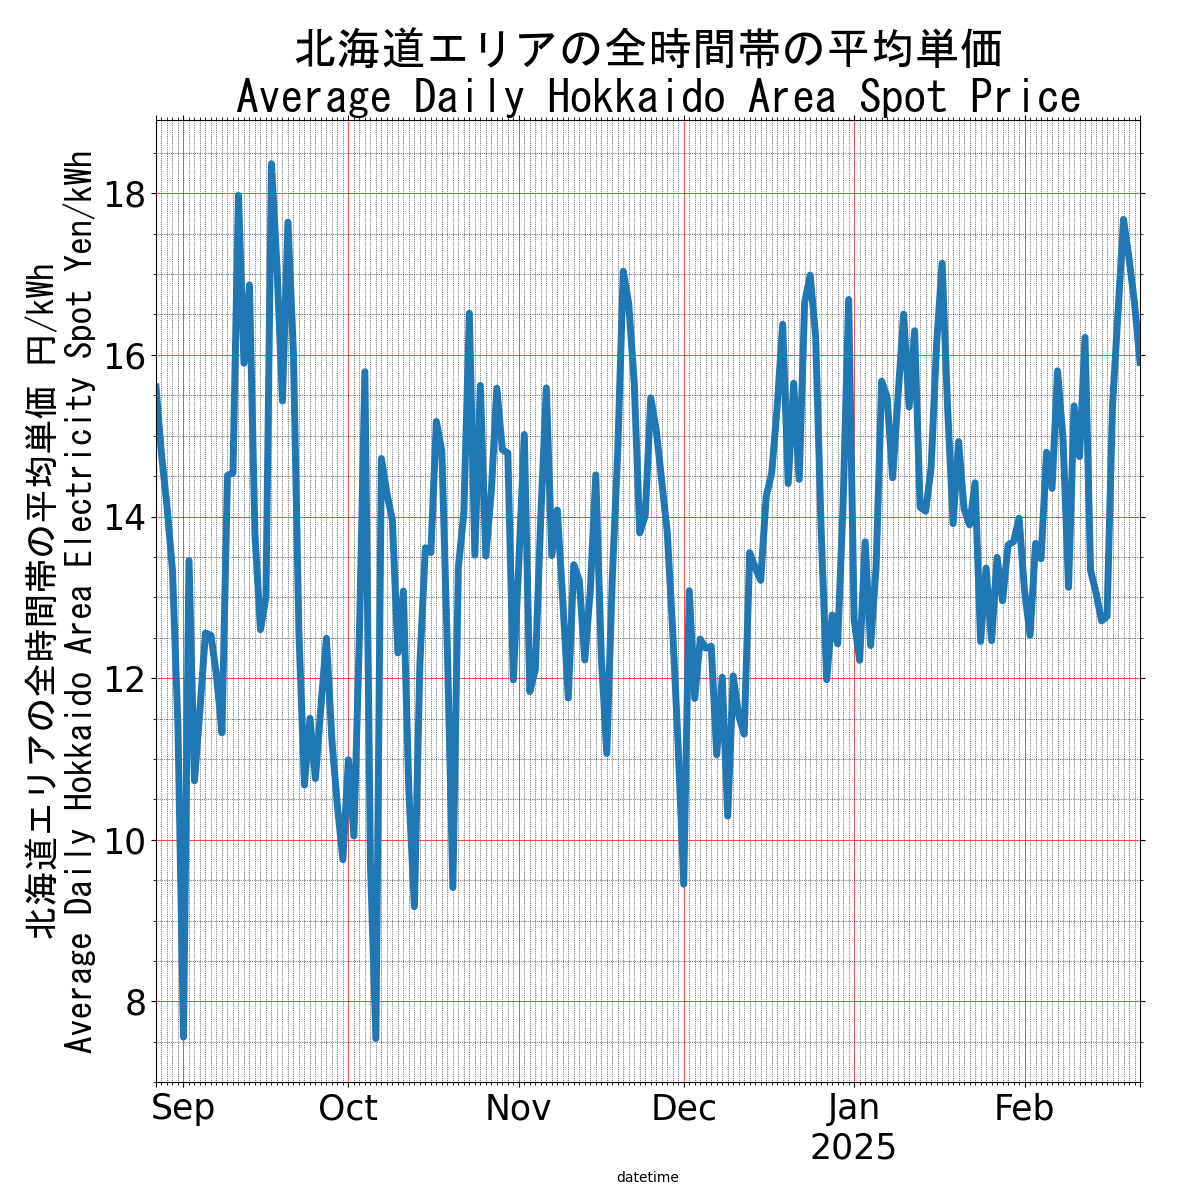 北海道エリアの全時間帯の平均単価
Average Daily Hokkaido Area Spot Price
北海道エリアの全時間帯の平均単価 円/kWh
Average Daily Hokkaido Area Electricity Spot Yen/kWh
18
16
14
12
10
8
Sep Oct Nov Dec Jan Feb
2025
datetime